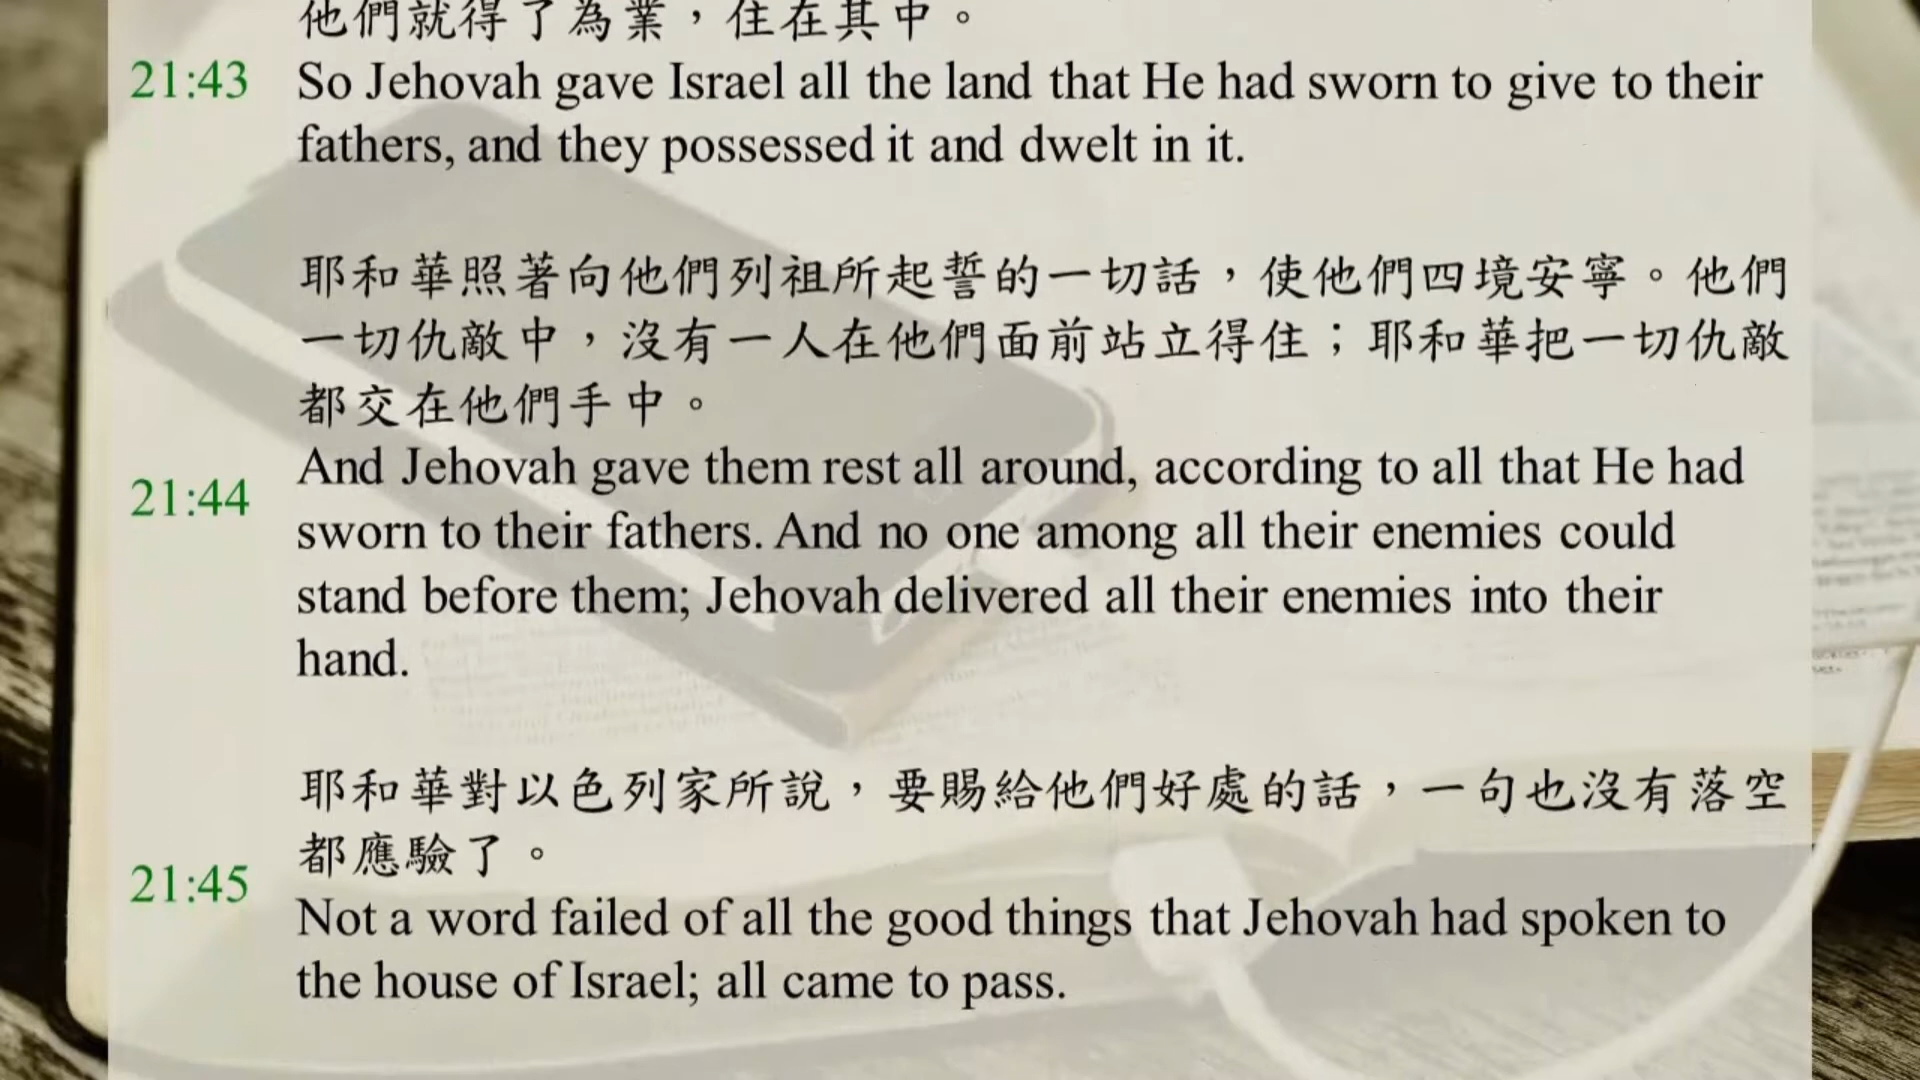 他們就得了為業，住在其中。
21:43 So Jehovah gave Israel all the land that He had sworn to give to their
fathers, and they possessed it and dwelt in it.
耶和華照著向他們列祖所起誓的一切話，使他們四境安寧。他們
一切仇敵中，沒有一人在他們面前站立得住；耶和華把一切仇敵
都交在他們手中。
And Jehovah gave them rest all around, according to all that He had
21:44
sworn to their fathers. And no one among all their enemies could
stand before them; Jehovah delivered all their enemies into their
hand.
耶和華對以色列家所說，要賜給他們好處的話，一句也沒有落空
都應驗了。
21:45
Not a word failed of all the good things that Jehovah had spoken to
the house of Israel; all came to pass.